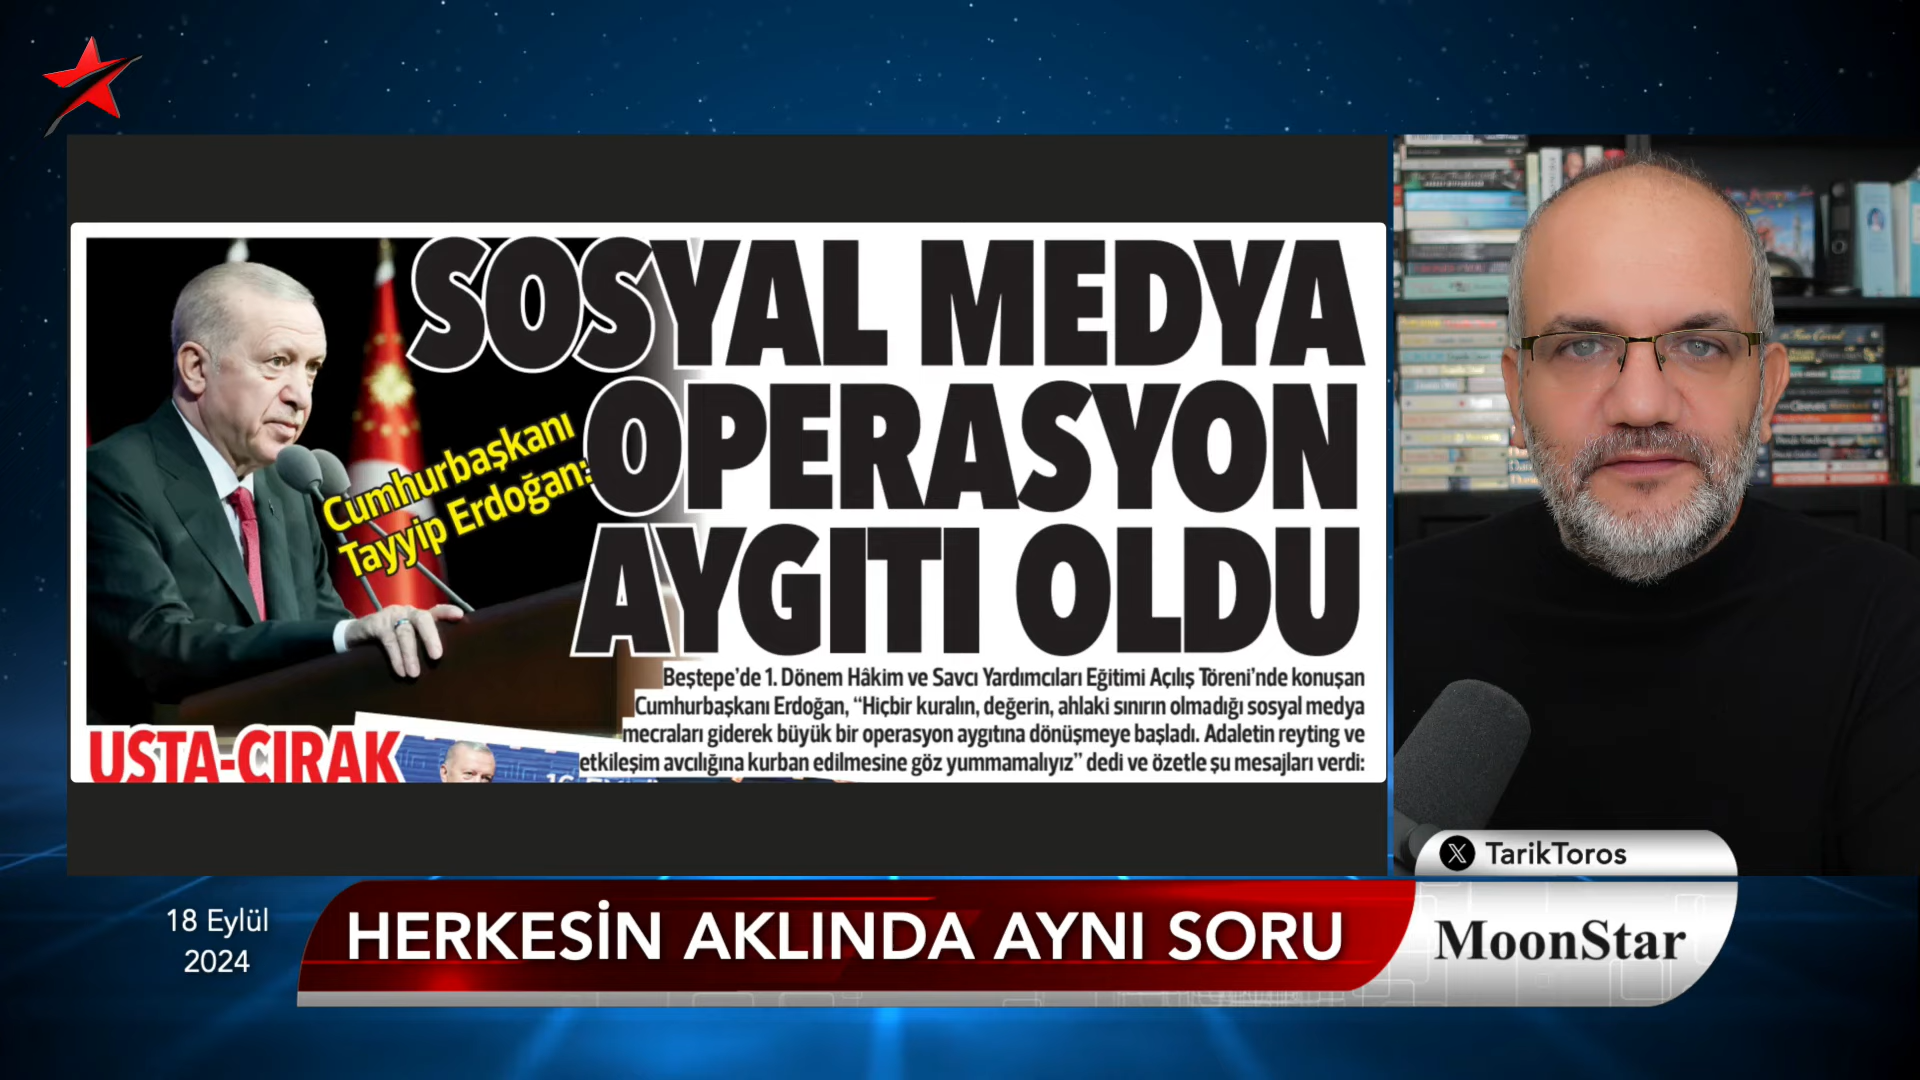 SOSYAL MEDYA
OPERASYON
AYGITI OLDU
Cumhurbaşkanı
Tayyip Erdoğan:
Beştepe’de 1. Dönem Hâkim ve Savcı Yardımcıları Eğitimi Açılış Töreni’nde konuşan
Cumhurbaşkanı Erdoğan, “Hiçbir kuralın, değerin, ahlaki sınırın olmadığı sosyal medya
mecraları giderek büyük bir operasyon aygıtına dönüşmeye başladı. Adaletin reyting ve
etkileşim avcılığına kurban edilmesine göz yummamalıyız” dedi ve özetle şu mesajları verdi:
USTA-ÇIRAK
TarikToros
18 Eylül
2024
HERKESİN AKLINDA AYNI SORU
MoonStar